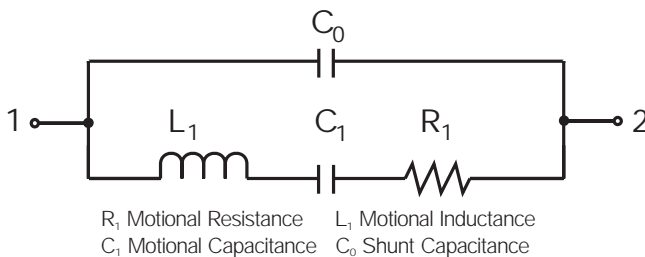 C₀
1 2
L₁ C₁ R₁
R₁ Motional Resistance L₁ Motional Inductance
C₁ Motional Capacitance C₀ Shunt Capacitance